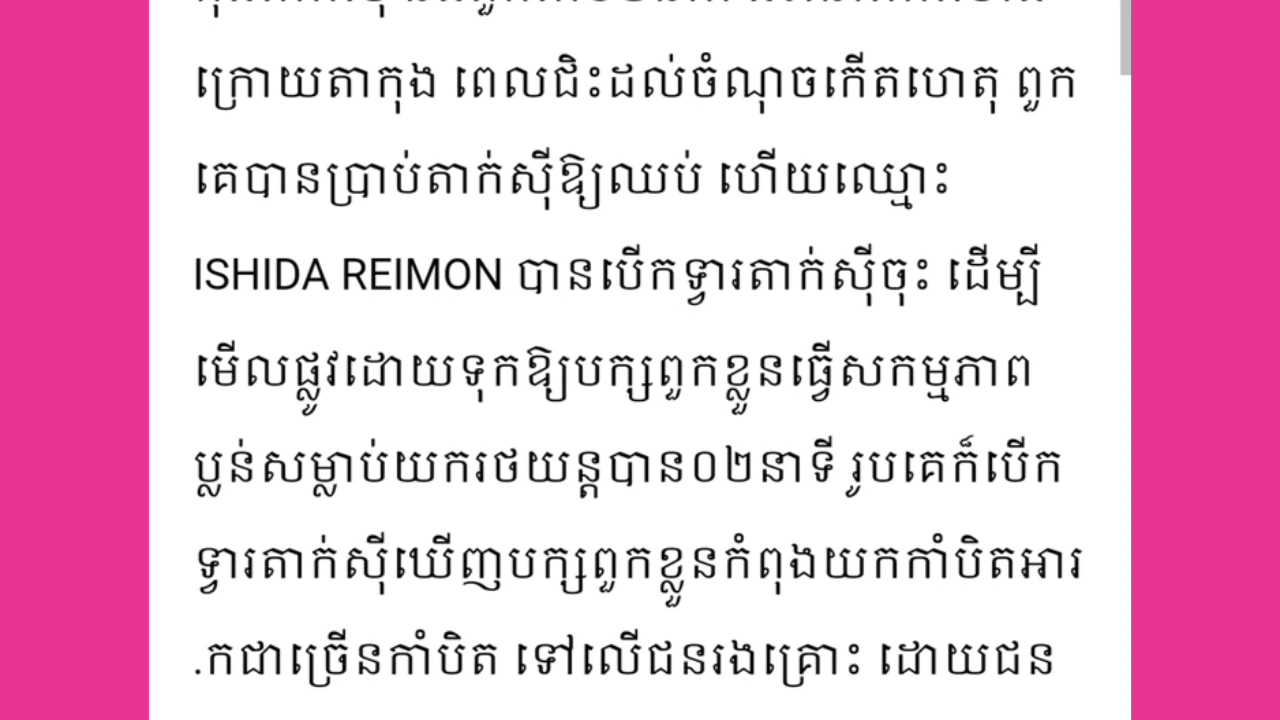 ក្រោយតាកុង ពេលជិះដល់ចំណុចកើតហេតុ ពួក
គេបានប្រាប់តាក់ស៊ីឱ្យឈប់ ហើយឈ្មោះ
ISHIDA REIMON បានបើកទ្វារតាក់ស៊ីចុះ ដើម្បី
មើលផ្លូវដោយទុកឱ្យបក្សពួកខ្លួនធ្វើសកម្មភាព
ប្លន់សម្លាប់យករថយន្តបាន០២នាទី រូបគេក៏បើក
ទ្វារតាក់ស៊ីឃើញបក្សពួកខ្លួនកំពុងយកកាំបិតអារ
.កជាច្រើនកាំបិត ទៅលើជនរងគ្រោះ ដោយជន